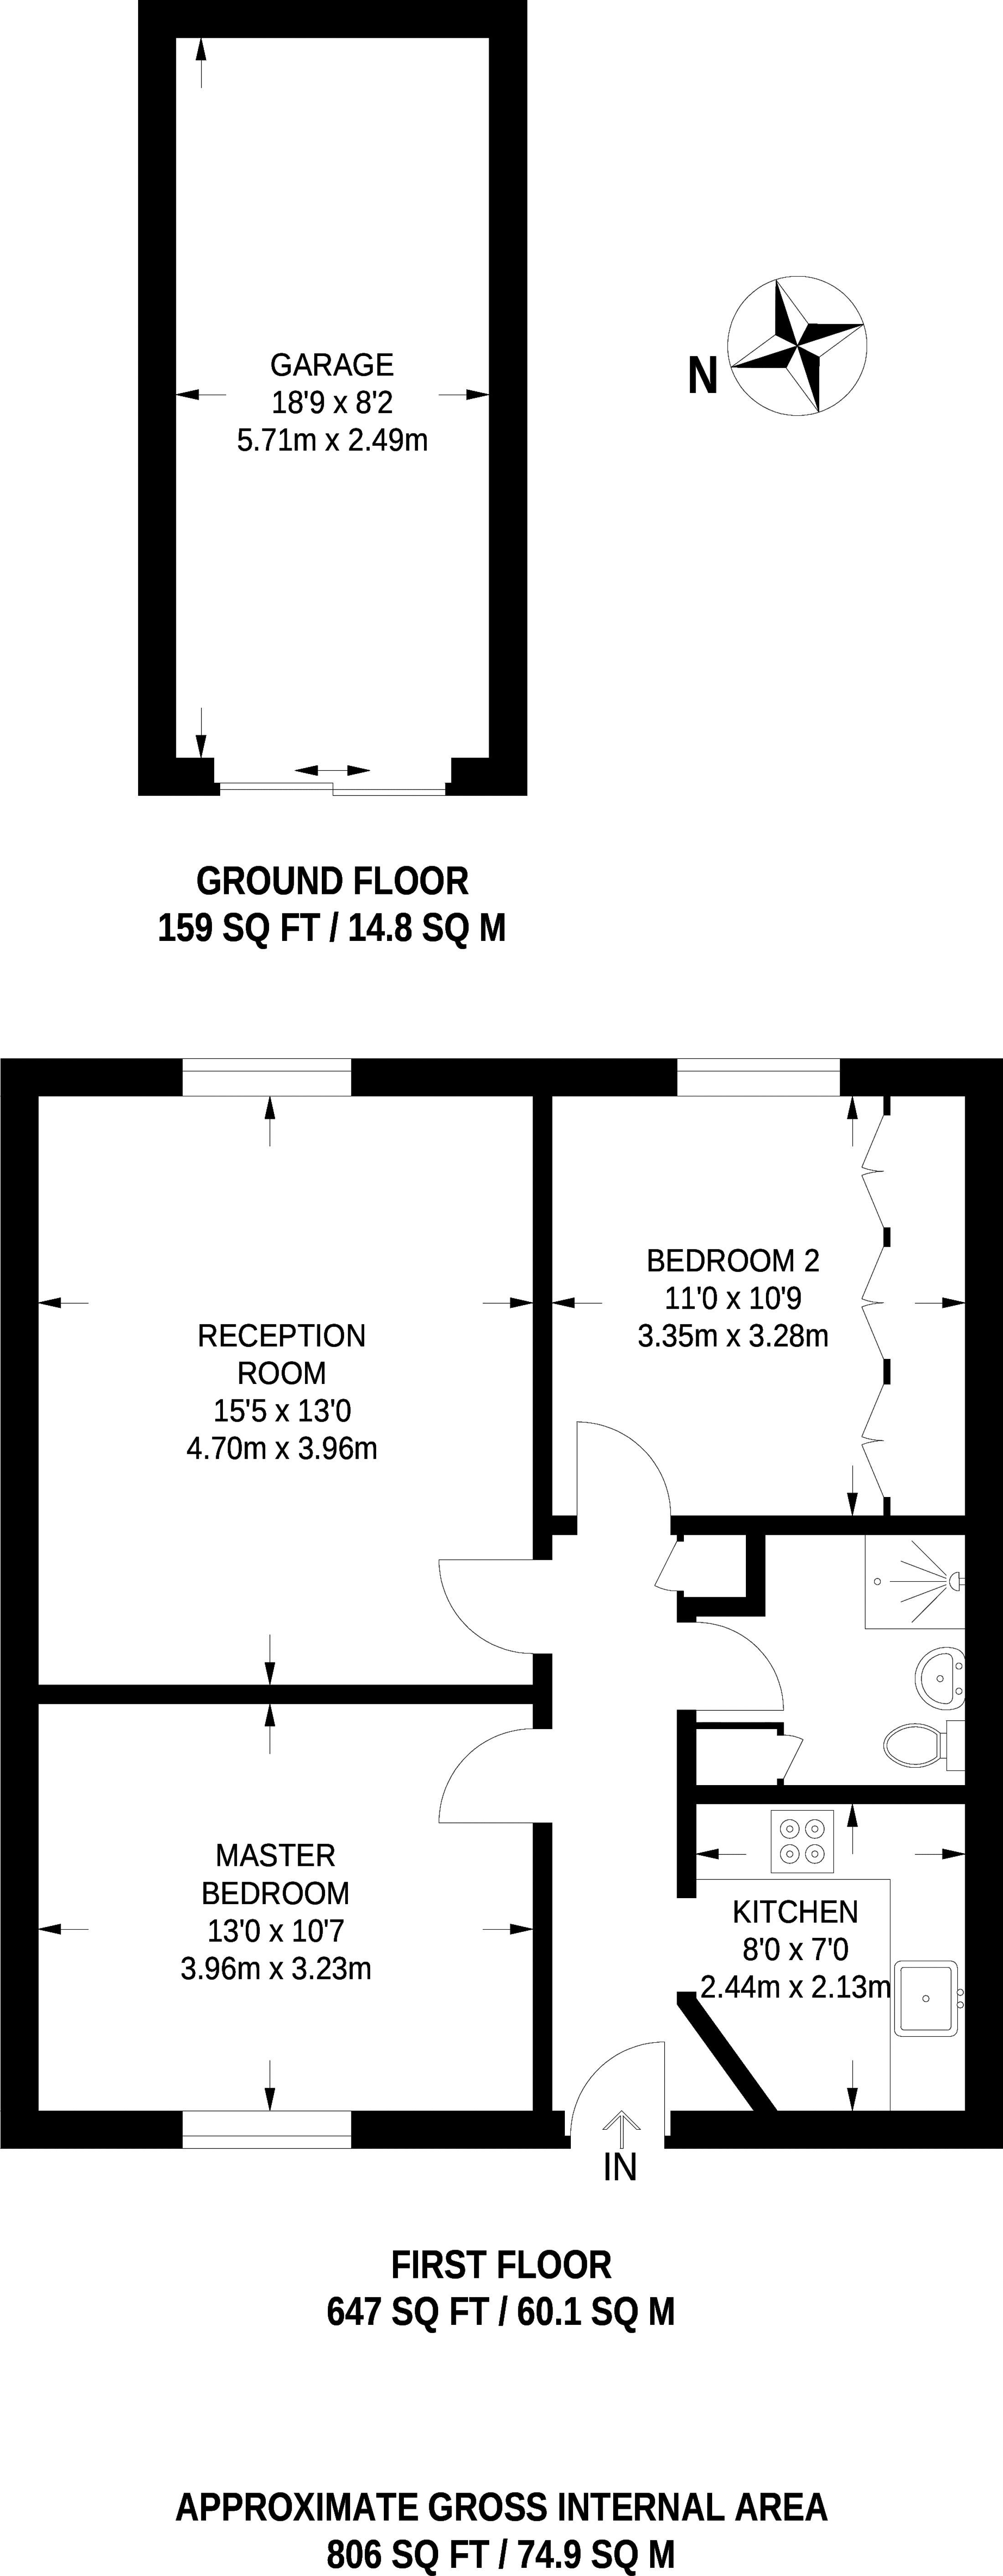 GARAGE
18'9 x 8'2
5.71m x 2.49m
N
GROUND FLOOR
159 SQ FT / 14.8 SQ M
BEDROOM 2
11'0 x 10'9
3.35m x 3.28m
RECEPTION
ROOM
15'5 x 13'0
4.70m x 3.96m
MASTER
BEDROOM
13'0 x 10'7
3.96m x 3.23m
KITCHEN
8'0 x 7'0
2.44m x 2.13m
IN
FIRST FLOOR
647 SQ FT / 60.1 SQ M
APPROXIMATE GROSS INTERNAL AREA
806 SQ FT / 74.9 SQ M